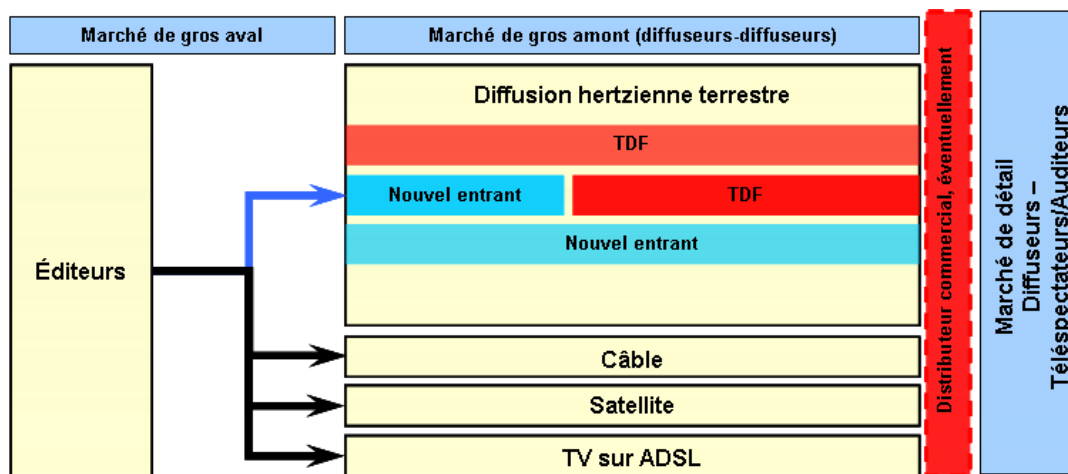 Marché de gros aval
Marché de gros amont (diffuseurs-diffuseurs)
Éditeurs
Diffusion hertzienne terrestre
TDF
Nouvel entrant
TDF
Nouvel entrant
Câble
Satellite
TV sur ADSL
Distributeur commercial, éventuellement
Marché de détail
Diffuseurs –
Téléspectateurs/Auditeurs